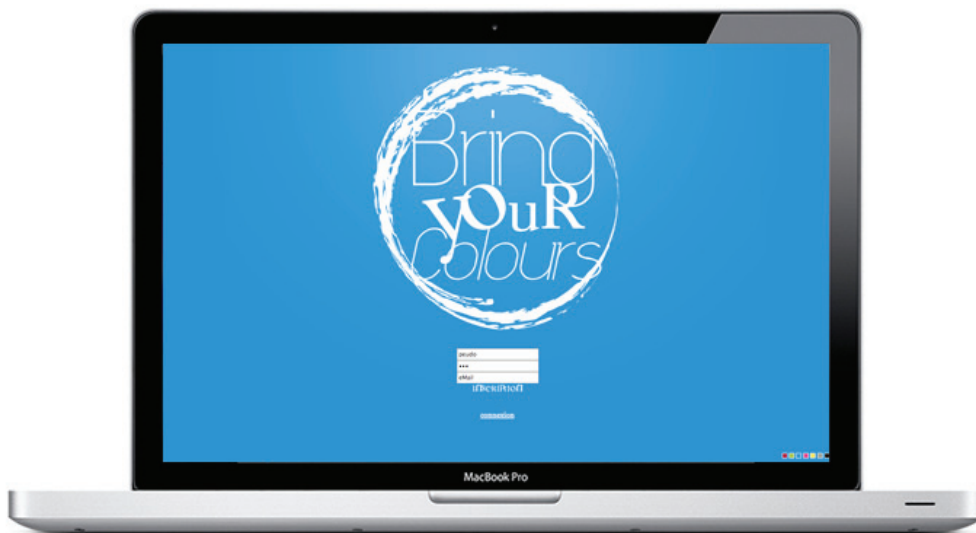 Bring
yOuR
Colours
pseudo
•••
eMail
inscription
connexion
MacBook Pro